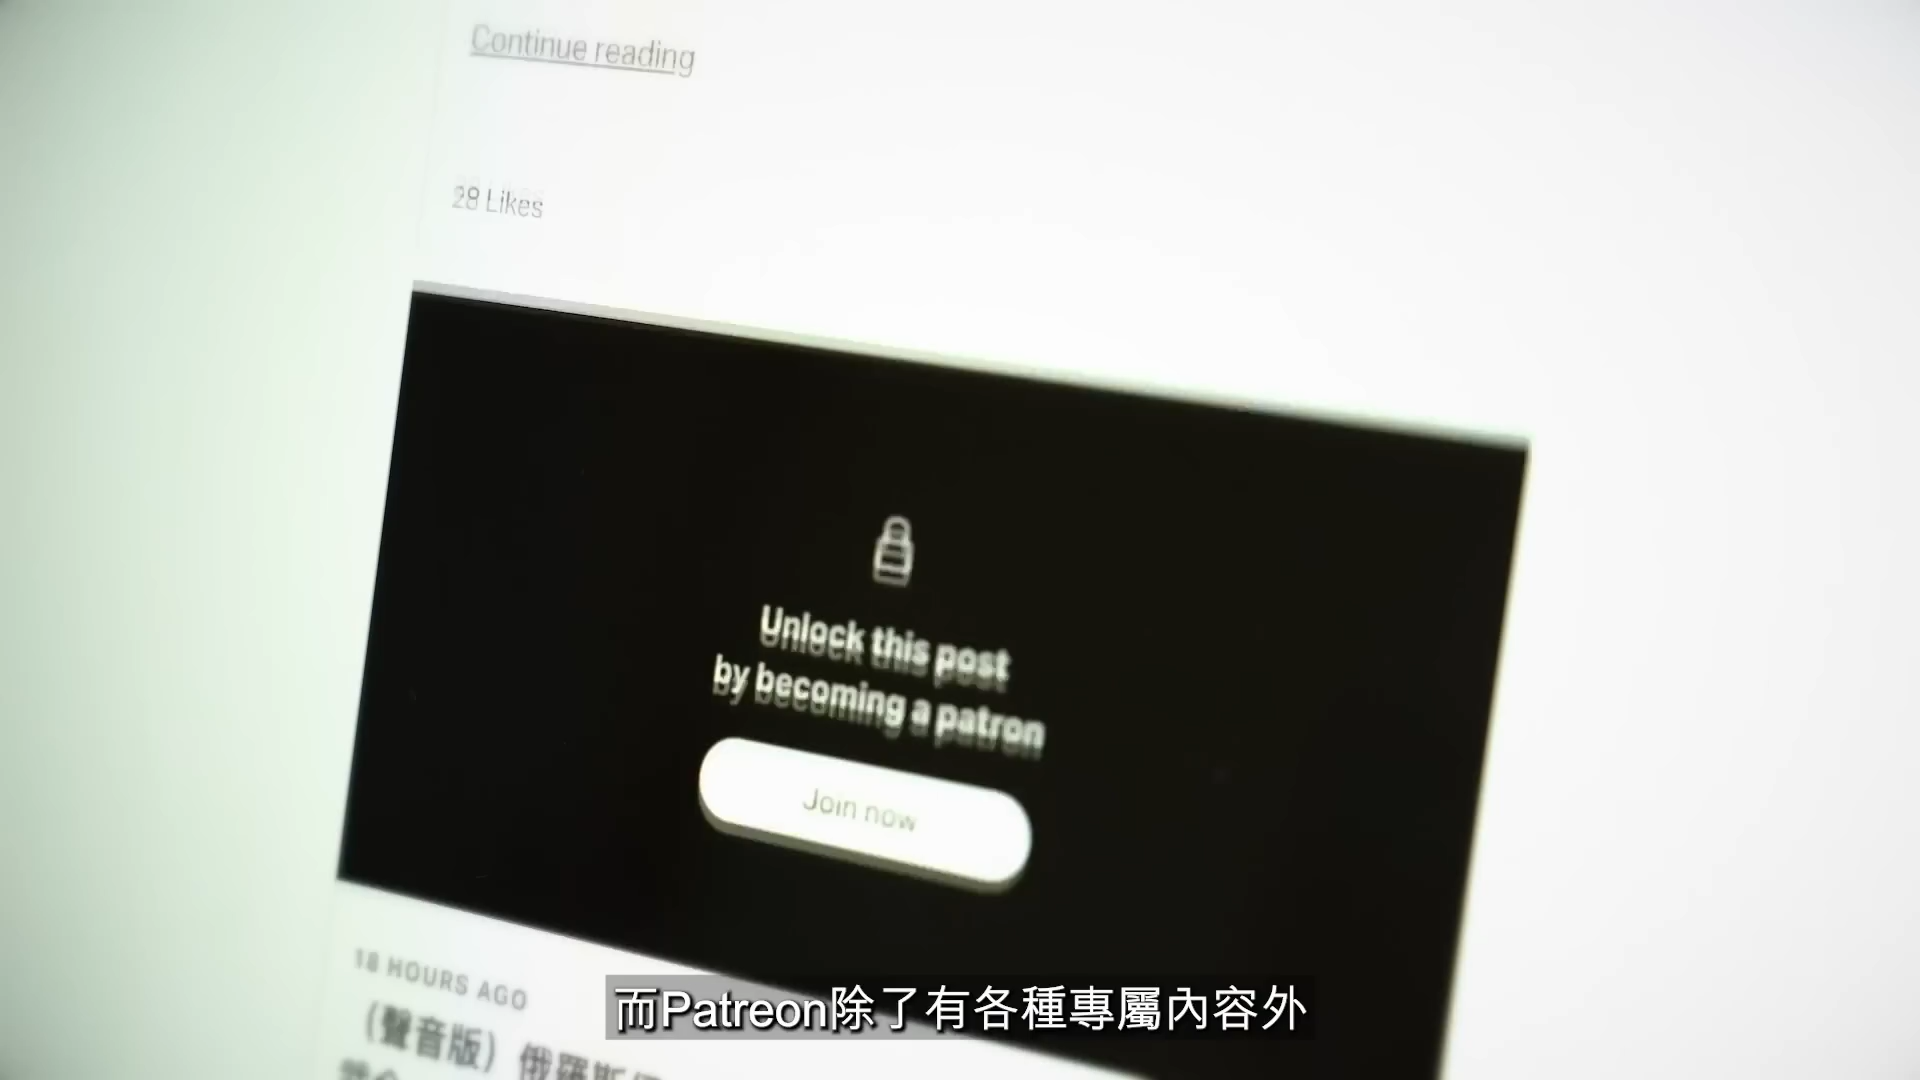 Continue reading
28 Likes
Unlock this post
by becoming a patron
Join now
18 HOURS AGO
（聲音版）俄羅斯
而Patreon除了有各種專屬內容外